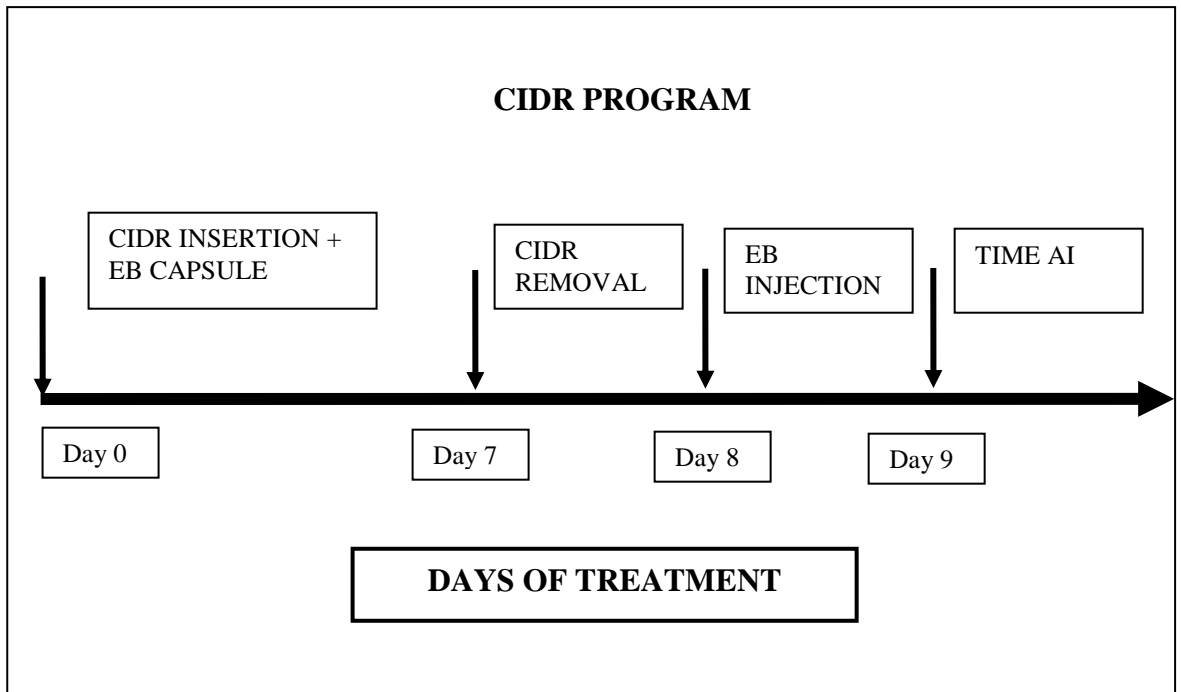 CIDR PROGRAM
CIDR INSERTION +
EB CAPSULE
CIDR
REMOVAL
EB
INJECTION
TIME AI
Day 0
Day 7
Day 8
Day 9
DAYS OF TREATMENT